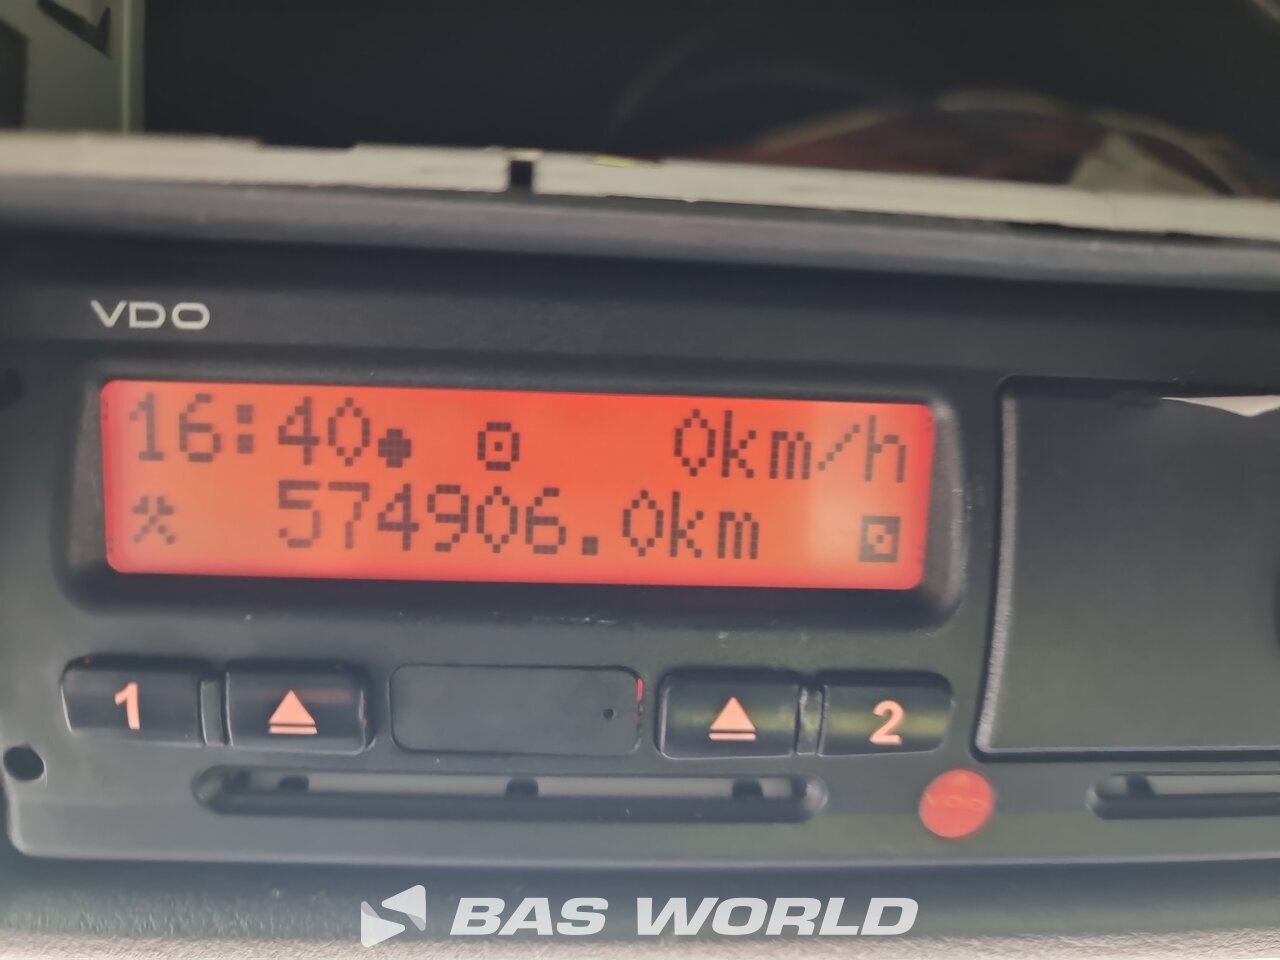 VDO
16:40 0km/h
574906.0km
1 2
VDO
BAS WORLD